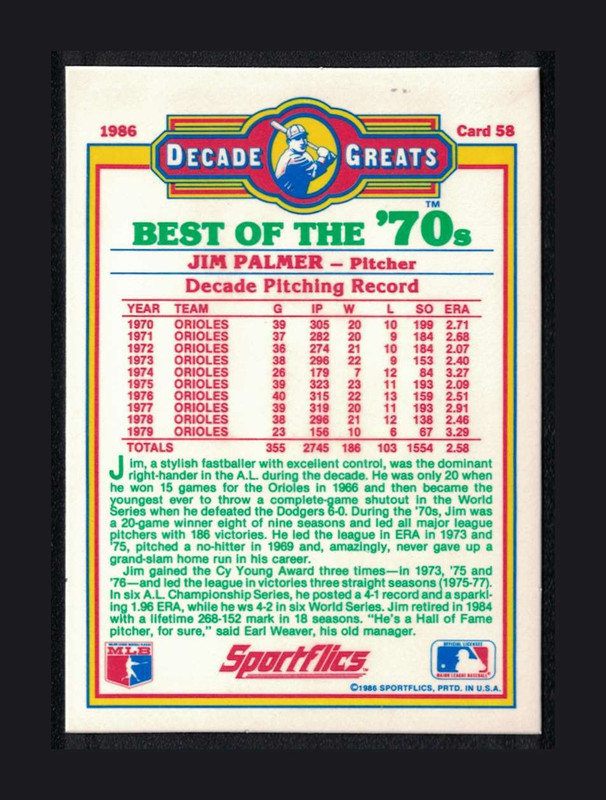 1986 Card 58
DECADE GREATS
TM
BEST OF THE '70s
JIM PALMER – Pitcher
Decade Pitching Record
YEAR TEAM G IP W L SO ERA
1970 ORIOLES 39 305 20 10 199 2.71
1971 ORIOLES 37 282 20 9 184 2.68
1972 ORIOLES 36 274 21 10 184 2.07
1973 ORIOLES 38 296 22 9 153 2.40
1974 ORIOLES 26 179 7 12 84 3.27
1975 ORIOLES 39 323 23 11 193 2.09
1976 ORIOLES 40 315 22 13 159 2.51
1977 ORIOLES 39 319 20 11 193 2.91
1978 ORIOLES 38 296 21 12 138 2.46
1979 ORIOLES 23 156 10 6 67 3.29
TOTALS 355 2745 186 103 1554 2.58
Jim, a stylish fastballer with excellent control, was the dominant
right-hander in the A.L. during the decade. He was only 20 when
he won 15 games for the Orioles in 1966 and then became the
youngest ever to throw a complete-game shutout in the World
Series when he defeated the Dodgers 6-0. During the '70s, Jim was
a 20-game winner eight of nine seasons and led all major league
pitchers with 186 victories. He led the league in ERA in 1973 and
'75, pitched a no-hitter in 1969 and, amazingly, never gave up a
grand-slam home run in his career.
Jim gained the Cy Young Award three times—in 1973, '75 and
'76—and led the league in victories three straight seasons (1975-77).
In six A.L. Championship Series, he posted a 4-1 record and a sparkl-
ing 1.96 ERA, while he ws 4-2 in six World Series. Jim retired in 1984
with a lifetime 268-152 mark in 18 seasons. "He's a Hall of Fame
pitcher, for sure," said Earl Weaver, his old manager.
MAJOR LEAGUE BASEBALL PLAYERS
MLB
Sportflics
OFFICIAL LICENSEE
MAJOR LEAGUE BASEBALL
©1986 SPORTFLICS, PRTD. IN U.S.A.